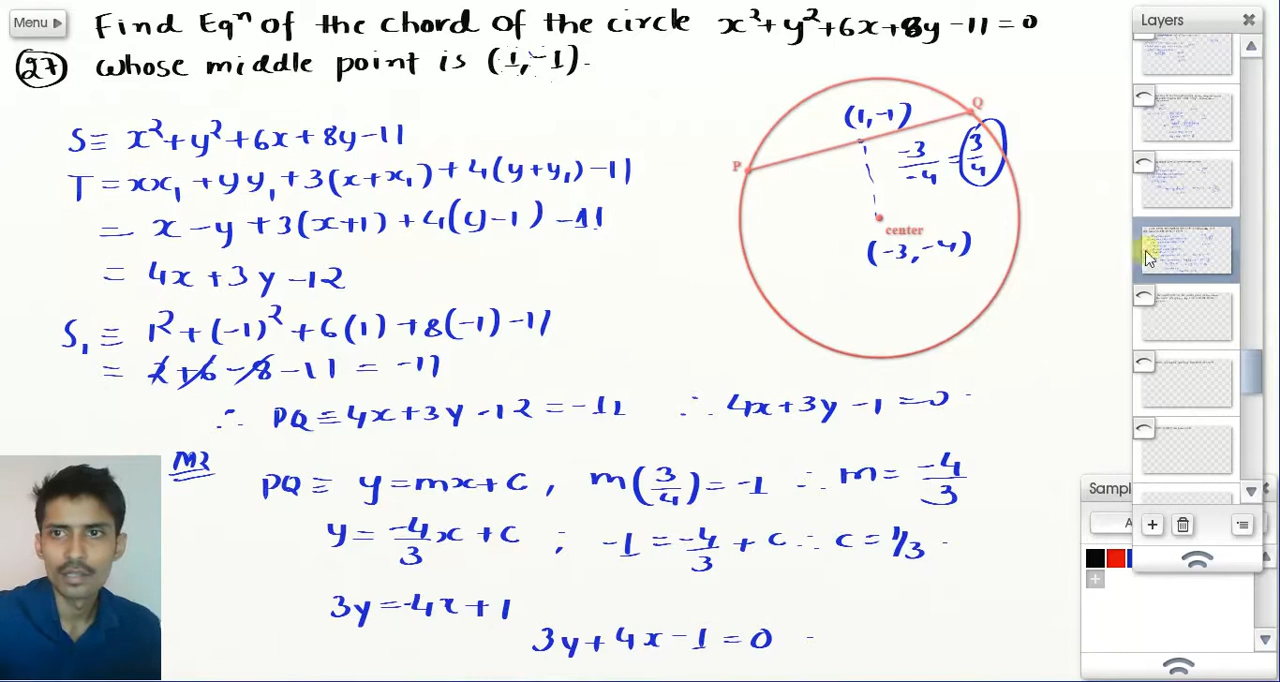 Menu
Find Eqⁿ of the chord of the circle x²+y²+6x+8y-11=0
27 whose middle point is (1,-1).
S≡ x²+y²+6x+8y-11
T = xx₁+yy₁+3(x+x₁)+4(y+y₁)-11
= x-y+3(x+1)+4(y-1)-11
= 4x+3y-12
S₁ ≡ 1²+(-1)²+6(1)+8(-1)-11
= 2+6-8-11 = -11
∴ PQ≡4x+3y-12=-11 ∴ 4x+3y-1=0
P
Q
(1,-1)
-3/-4 = 3/4
center
(-3,-4)
M2
PQ≡ y=mx+c, m(3/4)=-1 ∴ m=-4/3
y=-4/3x+c ; -1=-4/3+c ∴ c=1/3
3y=-4x+1
3y+4x-1=0
Layers
Sampl